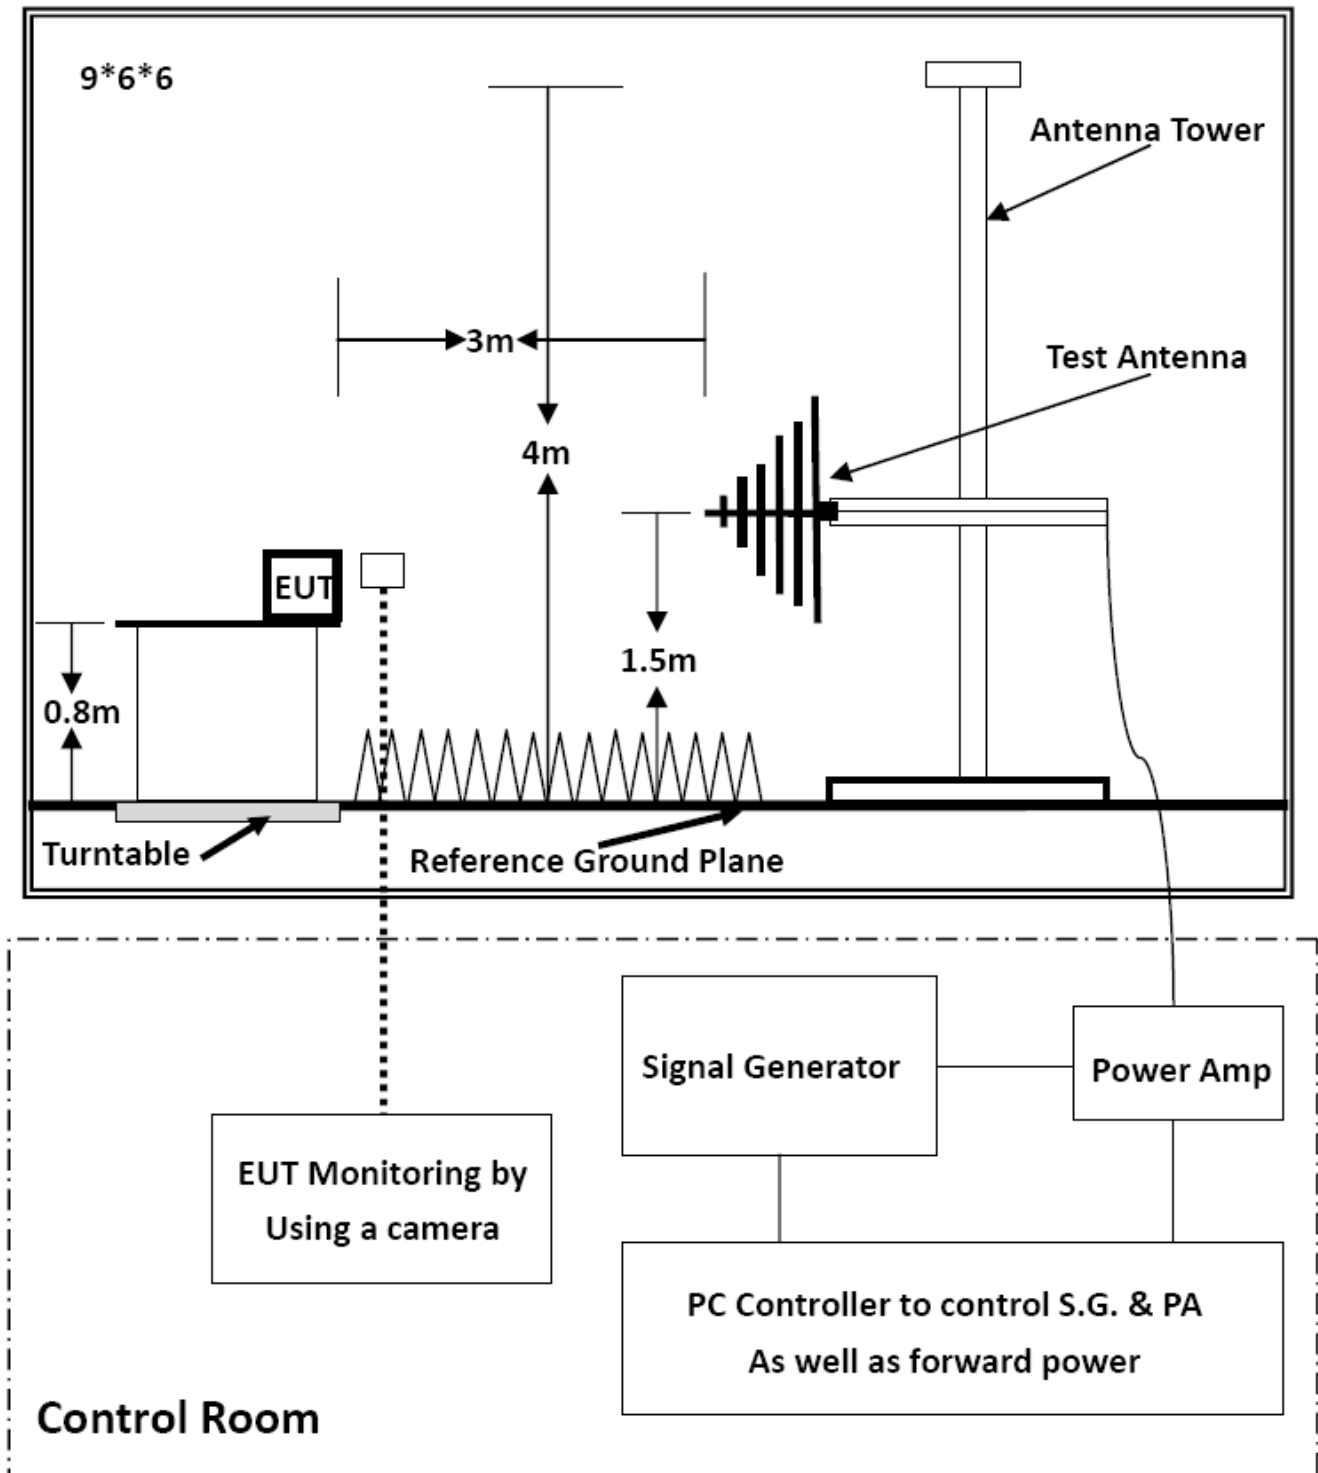 9*6*6
Antenna Tower
3m
Test Antenna
4m
EUT
1.5m
0.8m
Turntable
Reference Ground Plane
Signal Generator
Power Amp
EUT Monitoring by
Using a camera
PC Controller to control S.G. & PA
As well as forward power
Control Room